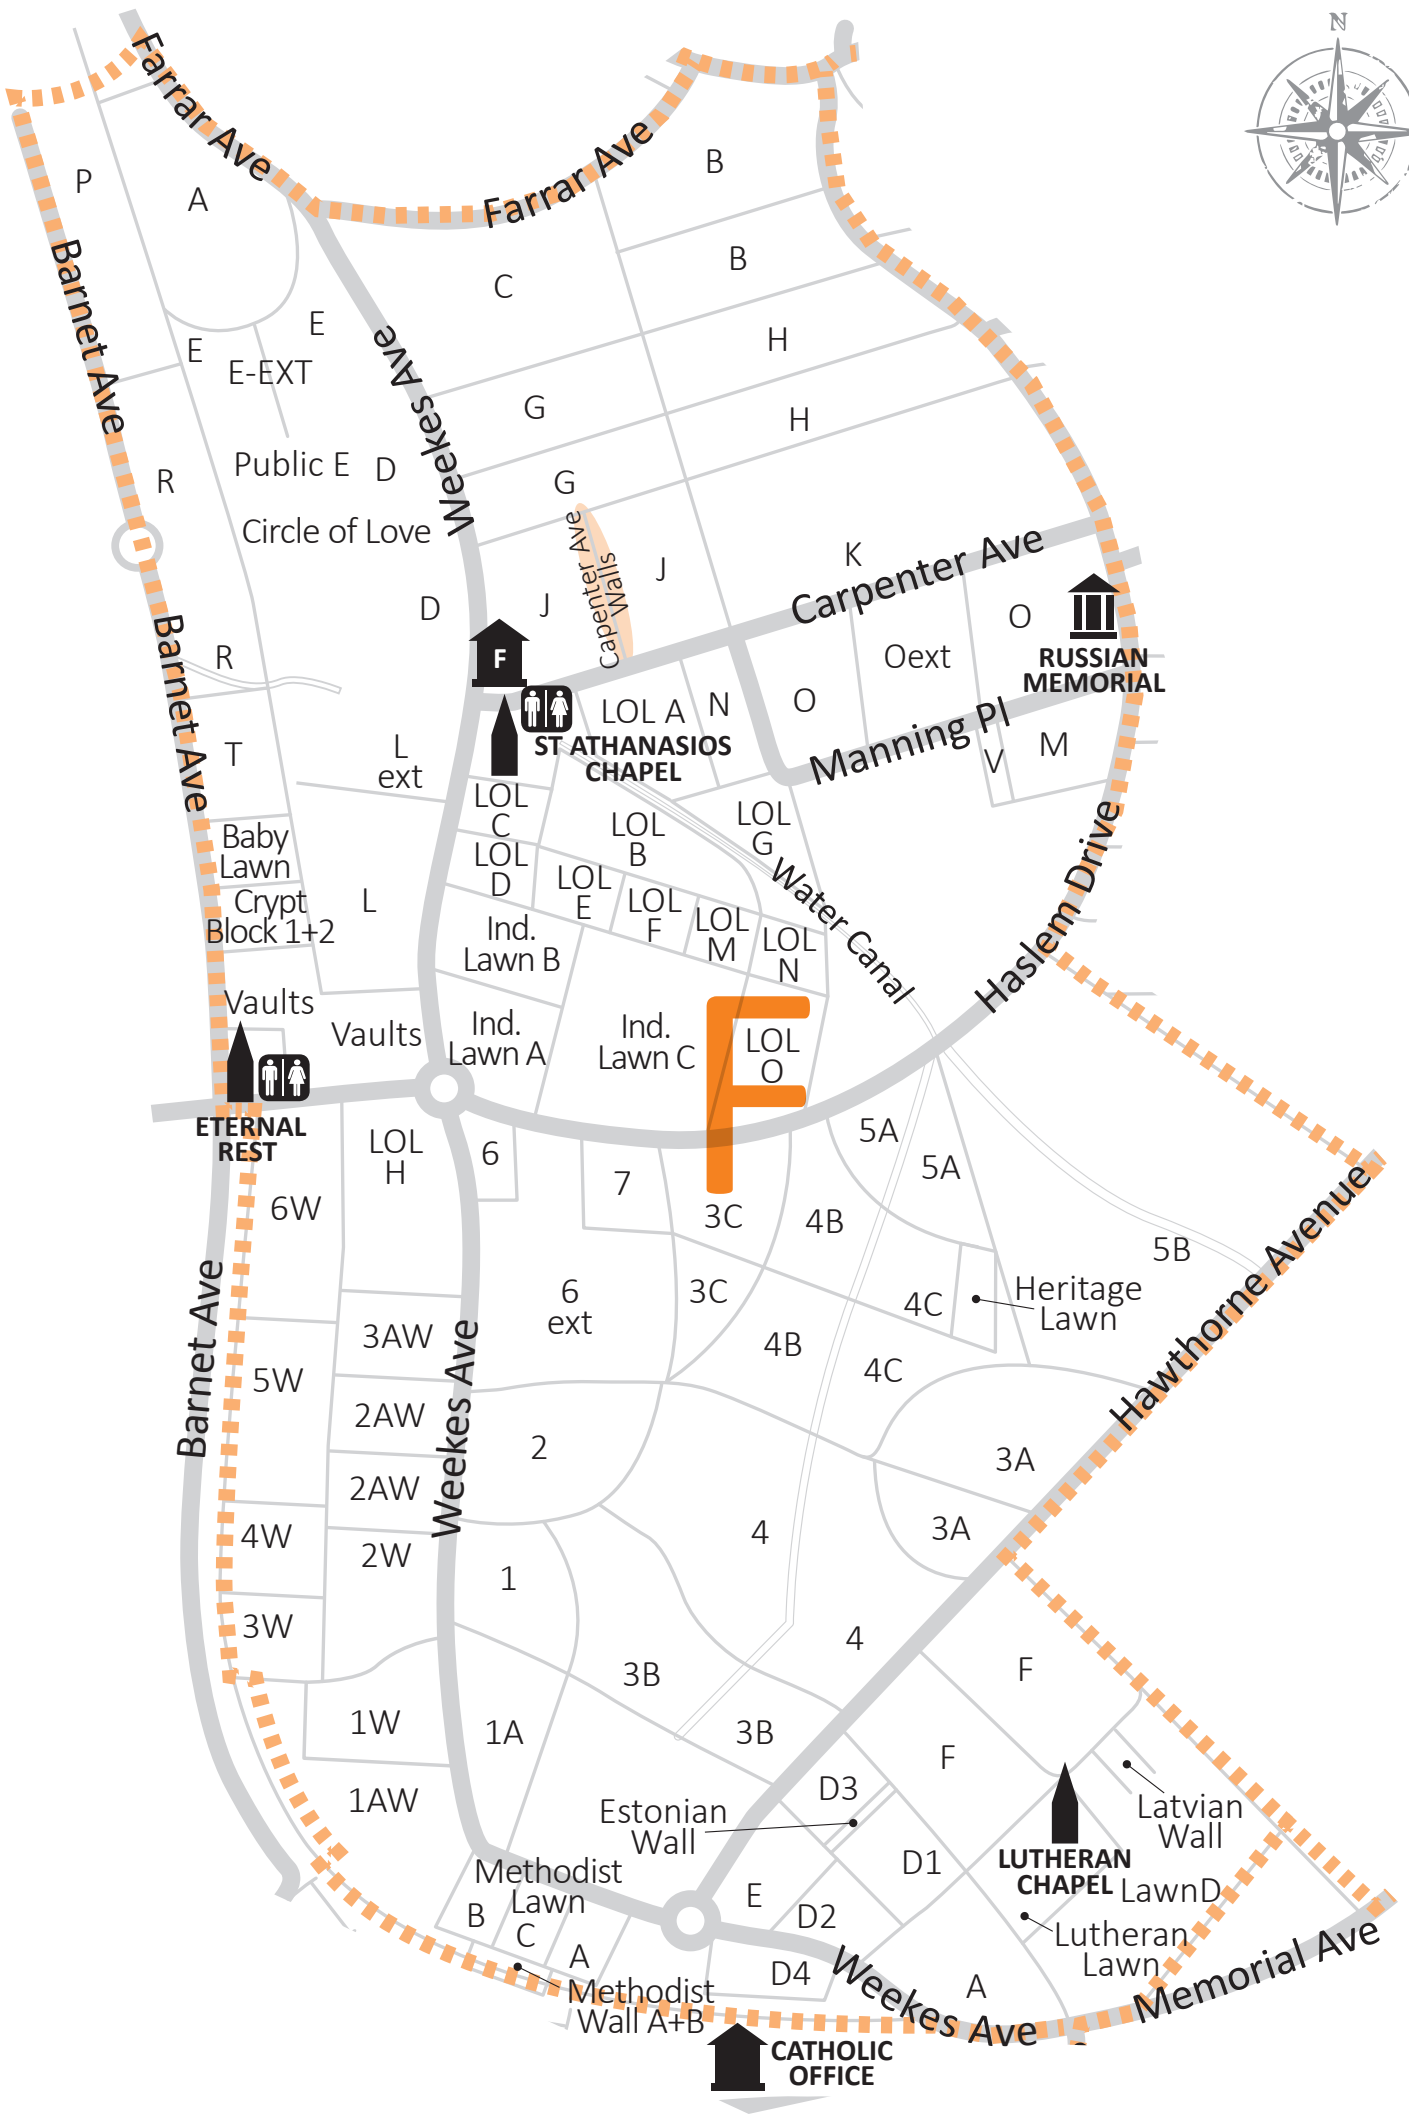 N
Farrar Ave
Farrar Ave
B
P
A
B
Barnet Ave
C
E
E
E-EXT
Weekes Ave
H
G
H
Public E
D
R
G
Circle of Love
Capenter Ave
Walls
J
K
Carpenter Ave
D
J
O
F
Oext
RUSSIAN
MEMORIAL
R
Barnet Ave
LOL A
N
O
Manning Pl
ST ATHANASIOS
CHAPEL
T
L
ext
V
M
LOL
C
LOL
B
LOL
G
Baby
Lawn
LOL
D
LOL
E
LOL
F
Water Canal
Haslem Drive
Crypt
Block 1+2
L
Ind.
Lawn B
LOL
M
LOL
N
Vaults
Vaults
Ind.
Lawn A
Ind.
Lawn C
F
LOL
O
ETERNAL
REST
LOL
H
6
7
5A
5A
6W
3C
4B
5B
Hawthorne Avenue
Barnet Ave
6
ext
3C
4C
Heritage
Lawn
3AW
4B
4C
5W
Weekes Ave
2AW
2
3A
2AW
4W
4
3A
2W
1
3W
4
3B
F
1W
1A
3B
F
1AW
D3
Estonian
Wall
Latvian
Wall
D1
LUTHERAN
CHAPEL
LawnD
Methodist
Lawn
B
C
E
D2
Lutheran
Lawn
A
D4
Weekes Ave
A
Memorial Ave
Methodist
Wall A+B
CATHOLIC
OFFICE